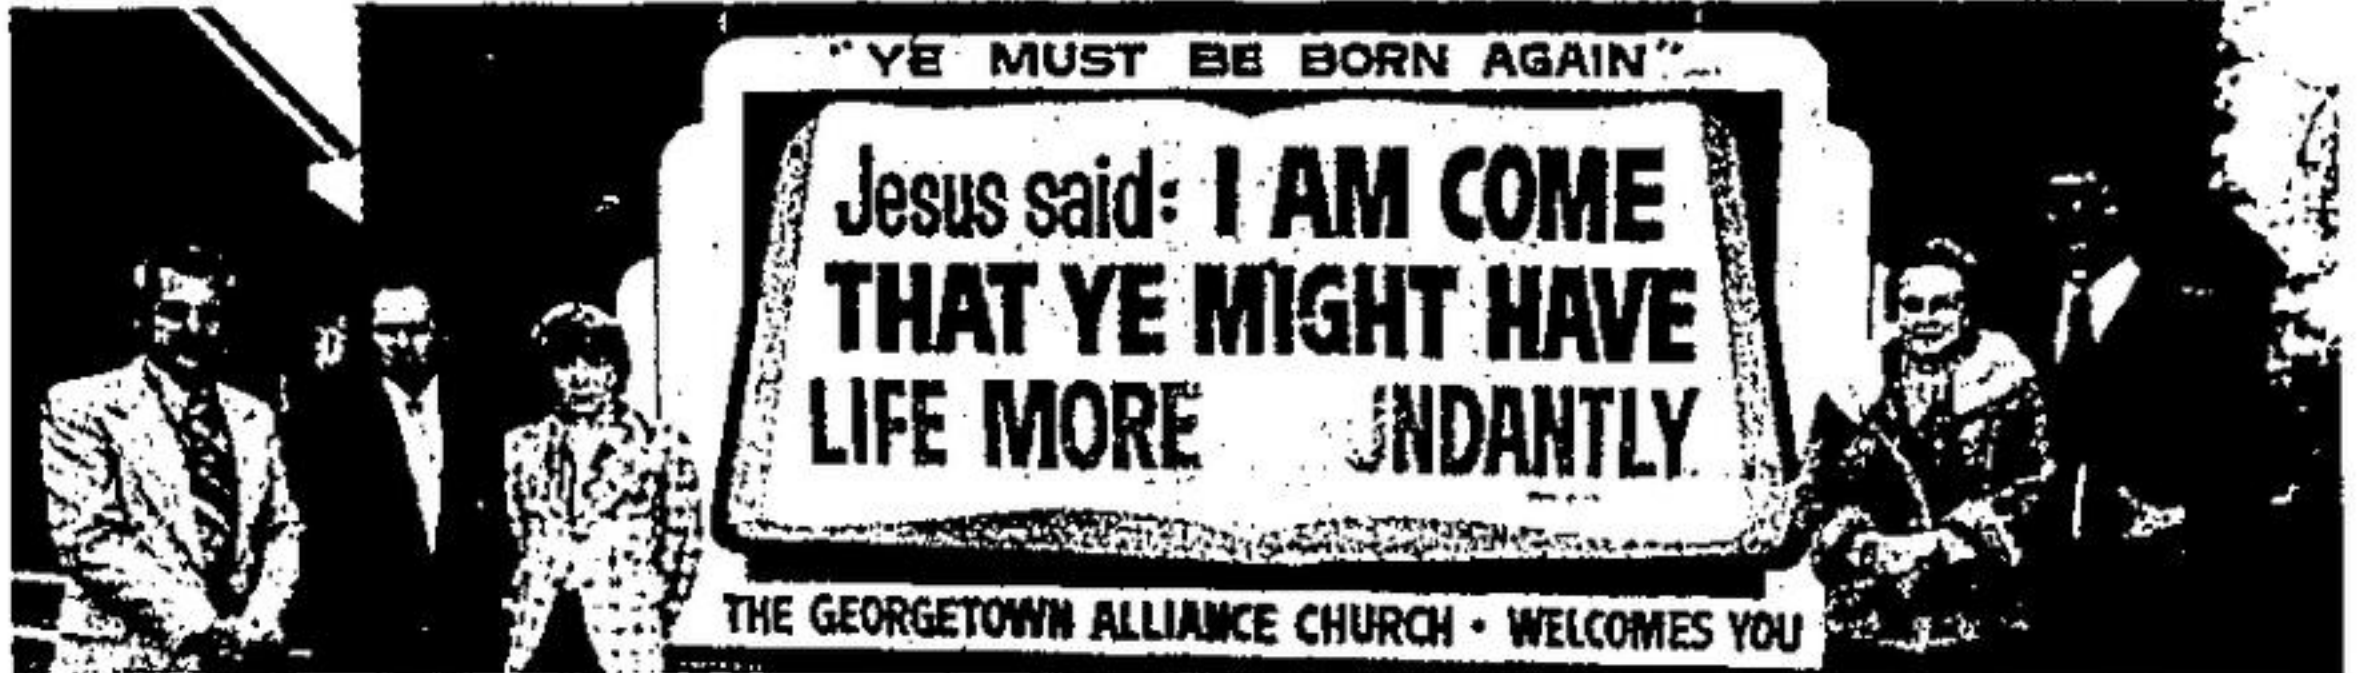 "YE MUST BE BORN AGAIN"
Jesus said: I AM COME
THAT YE MIGHT HAVE
LIFE MORE UNDANTLY
THE GEORGETOWN ALLIANCE CHURCH • WELCOMES YOU